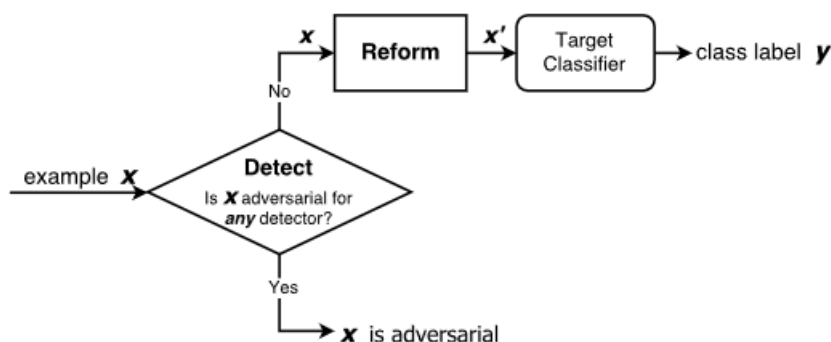 x
Reform
x'
Target
Classifier
class label y
No
example x
Detect
Is x adversarial for
any detector?
Yes
x is adversarial